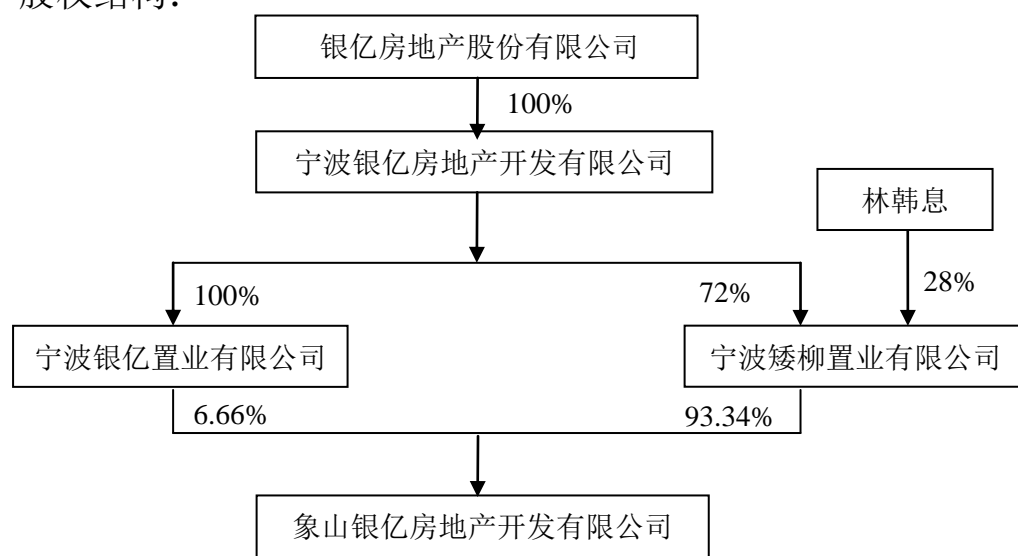 股权结构：
银亿房地产股份有限公司
100%
宁波银亿房地产开发有限公司
林韩息
100%
72%
28%
宁波银亿置业有限公司
宁波矮柳置业有限公司
6.66%
93.34%
象山银亿房地产开发有限公司